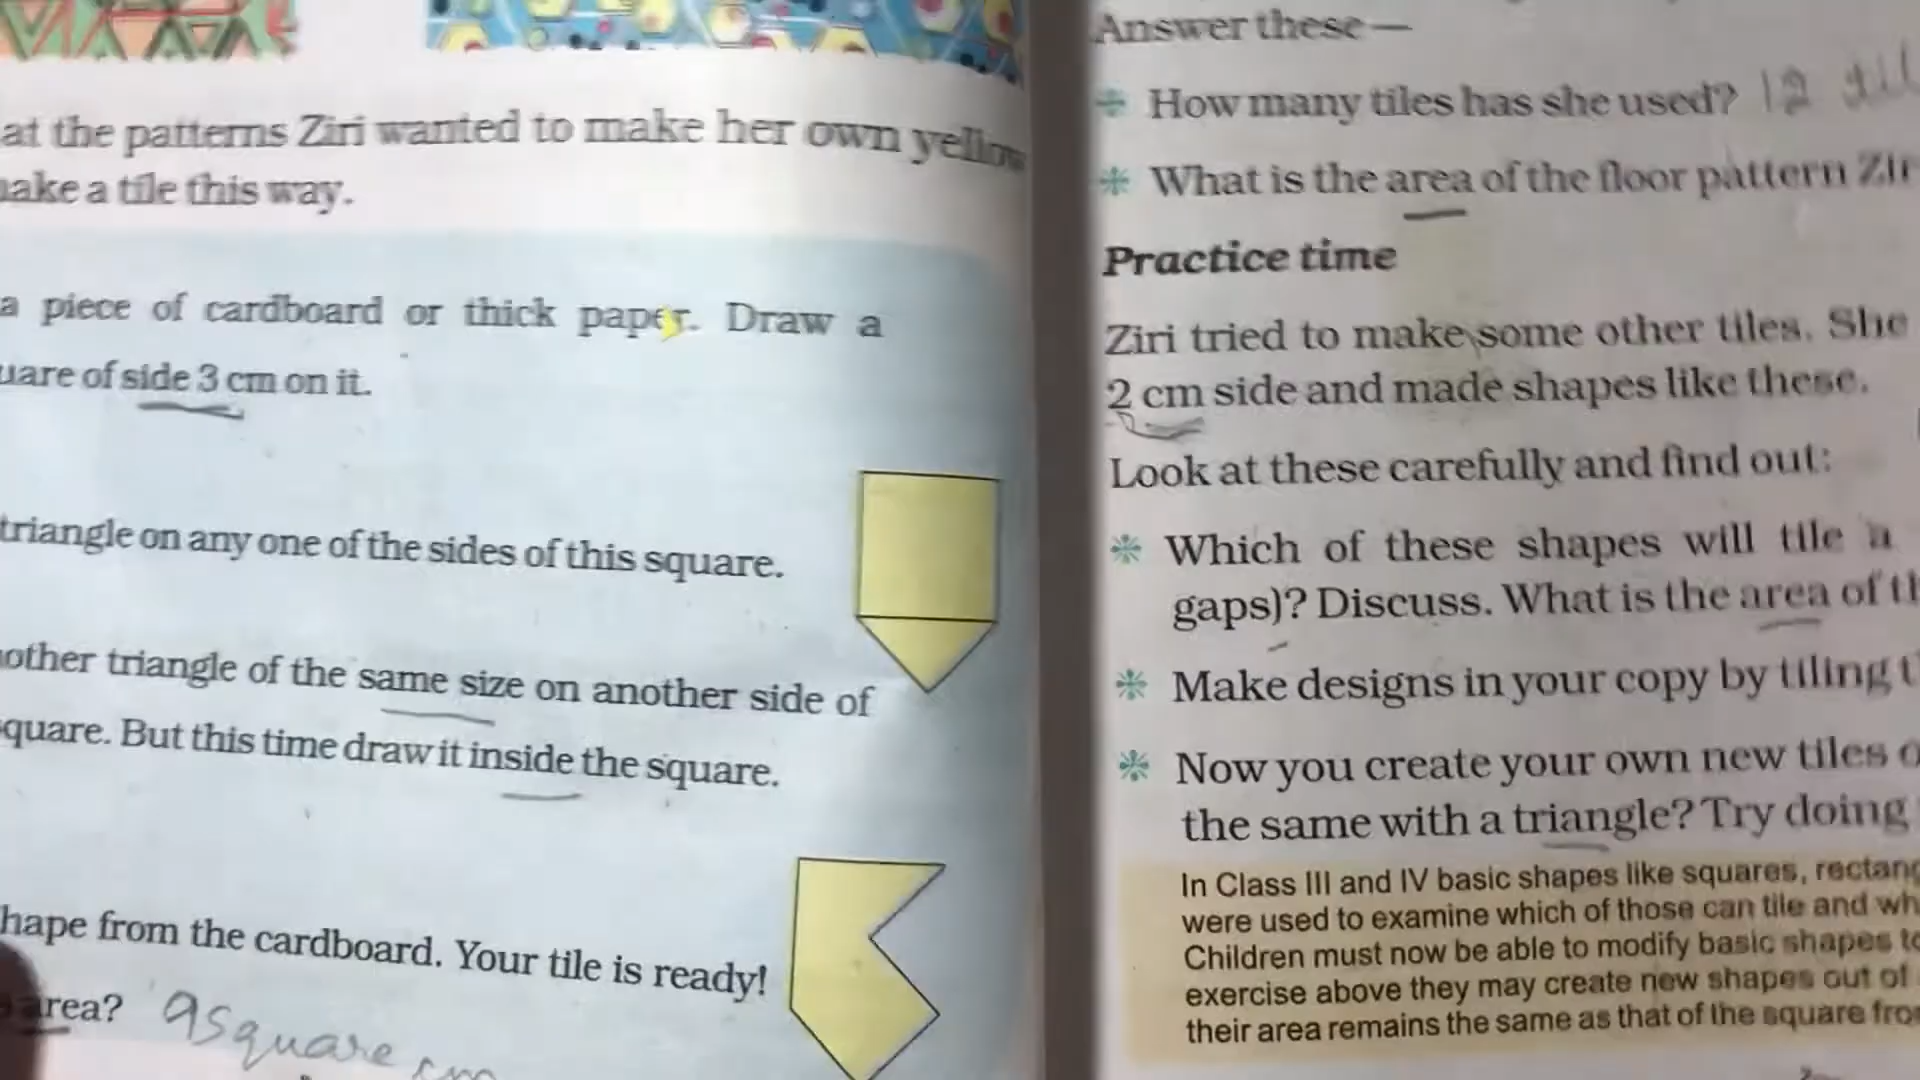 at the patterns Ziri wanted to make her own yellow
make a tile this way.
a piece of cardboard or thick paper. Draw a
uare of side 3 cm on it.
triangle on any one of the sides of this square.
other triangle of the same size on another side of
quare. But this time draw it inside the square.
hape from the cardboard. Your tile is ready!
area? 9 square cm
Answer these—
How many tiles has she used? 12
What is the area of the floor pattern Zir
Practice time
Ziri tried to make some other tiles. She
2 cm side and made shapes like these.
Look at these carefully and find out:
Which of these shapes will tile a
gaps)? Discuss. What is the area of th
Make designs in your copy by tiling t
Now you create your own new tiles o
the same with a triangle? Try doing
In Class III and IV basic shapes like squares, rectang
were used to examine which of those can tile and wh
Children must now be able to modify basic shapes to
exercise above they may create new shapes out of
their area remains the same as that of the square fro